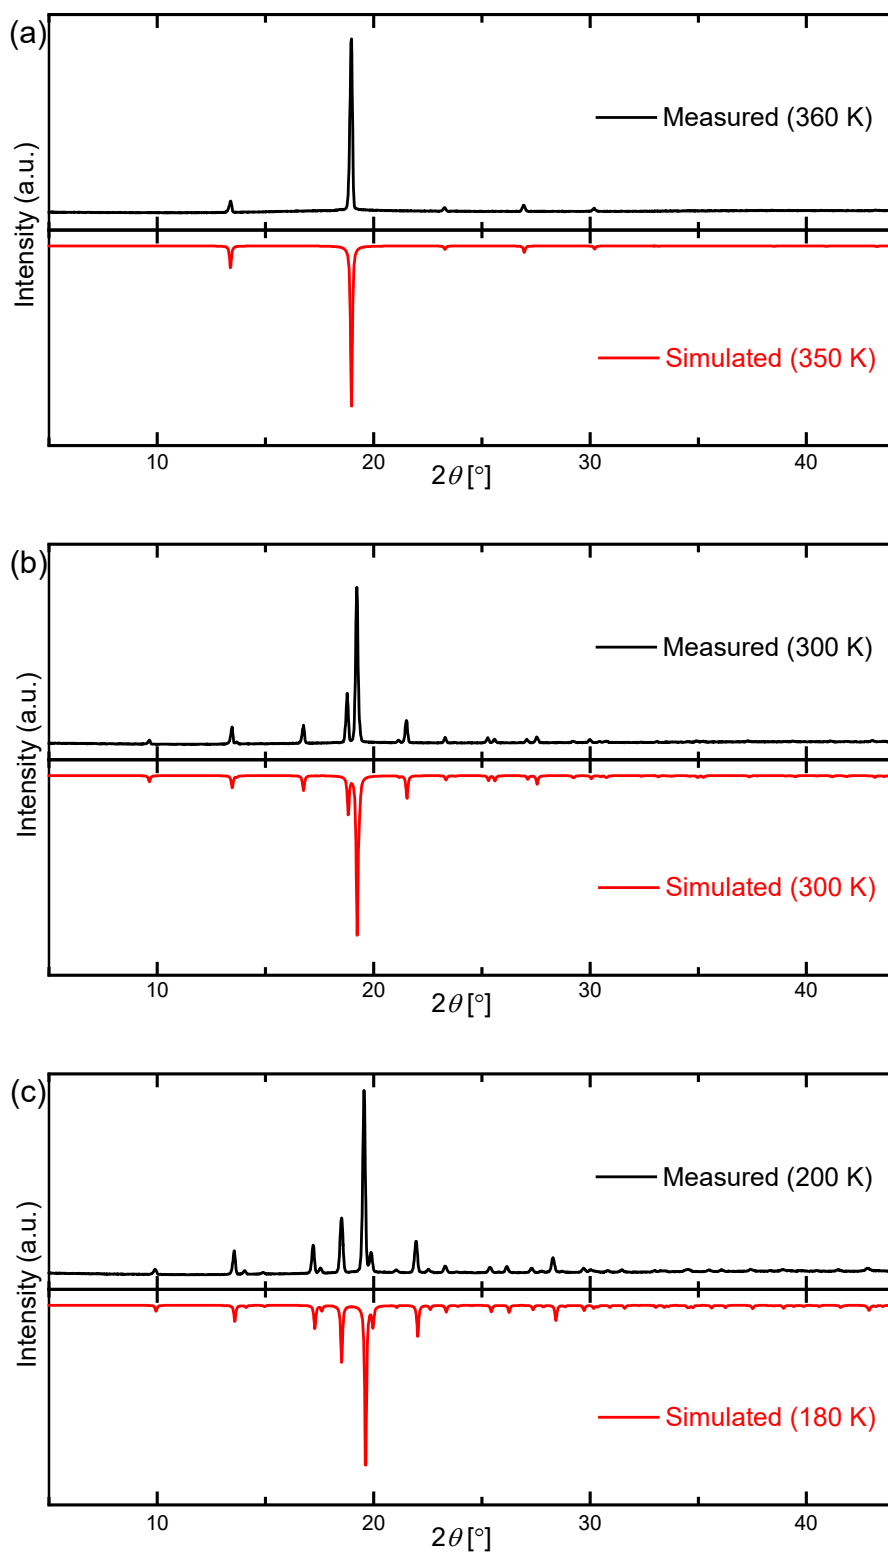 (a)
Measured (360 K)
Intensity (a.u.)
Simulated (350 K)
10 20 30 40
2θ [°]
(b)
Measured (300 K)
Intensity (a.u.)
Simulated (300 K)
10 20 30 40
2θ [°]
(c)
Measured (200 K)
Intensity (a.u.)
Simulated (180 K)
10 20 30 40
2θ [°]